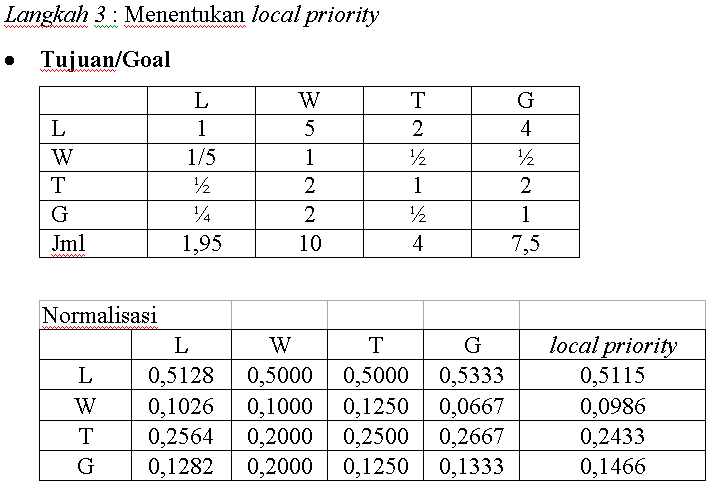 Langkah 3 : Menentukan local priority
• Tujuan/Goal
L W T G
L 1 5 2 4
W 1/5 1 ½ ½
T ½ 2 1 2
G ¼ 2 ½ 1
Jml 1,95 10 4 7,5
Normalisasi
L W T G local priority
L 0,5128 0,5000 0,5000 0,5333 0,5115
W 0,1026 0,1000 0,1250 0,0667 0,0986
T 0,2564 0,2000 0,2500 0,2667 0,2433
G 0,1282 0,2000 0,1250 0,1333 0,1466